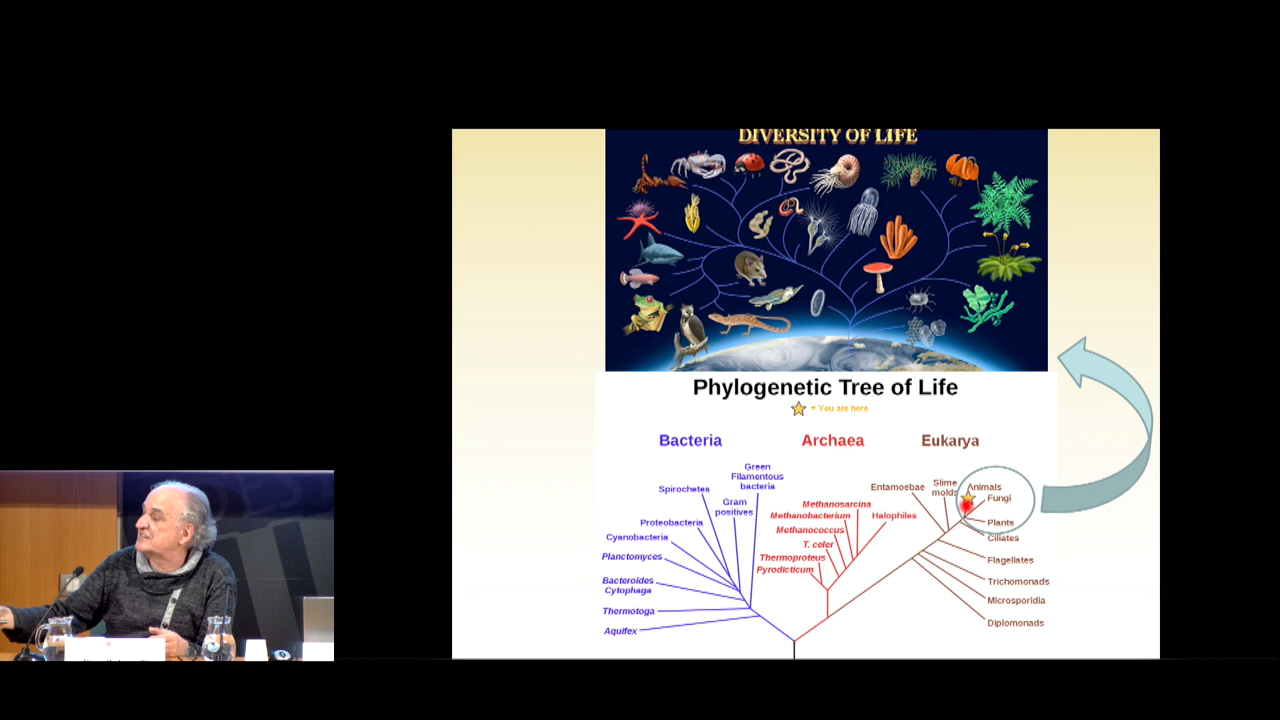 DIVERSITY OF LIFE
Phylogenetic Tree of Life
= You are here
Bacteria
Archaea
Eukarya
Green
Filamentous
bacteria
Spirochetes
Gram
positives
Proteobacteria
Cyanobacteria
Planctomyces
Bacteroides
Cytophaga
Thermotoga
Aquifex
Methanosarcina
Methanobacterium
Halophiles
Methanococcus
T. celer
Thermoproteus
Pyrodicticum
Entamoebae
Slime
molds
Animals
Fungi
Plants
Ciliates
Flagellates
Trichomonads
Microsporidia
Diplomonads